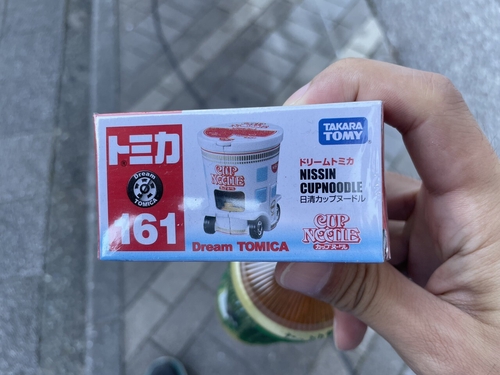 トミカ
Dream
TOMICA
161
CUP
NOODLE
Dream TOMICA
TAKARA
TOMY
ドリームトミカ
NISSIN
CUPNOODLE
日清カップヌードル
CUP
NOODLE
カップヌードル